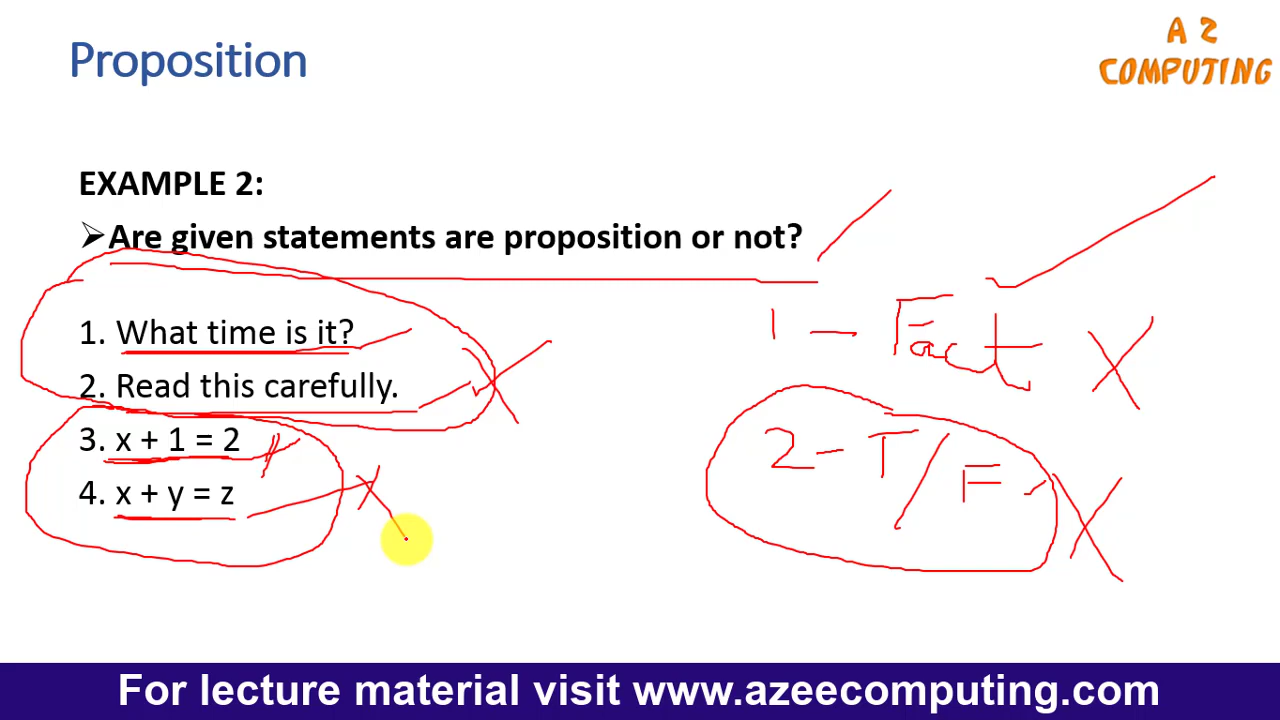 Proposition
A Z
COMPUTING
EXAMPLE 2:
➢Are given statements are proposition or not?
1. What time is it?
2. Read this carefully.
3. x + 1 = 2
4. x + y = z
1 - Fact X
2 - T/F X
For lecture material visit www.azeecomputing.com